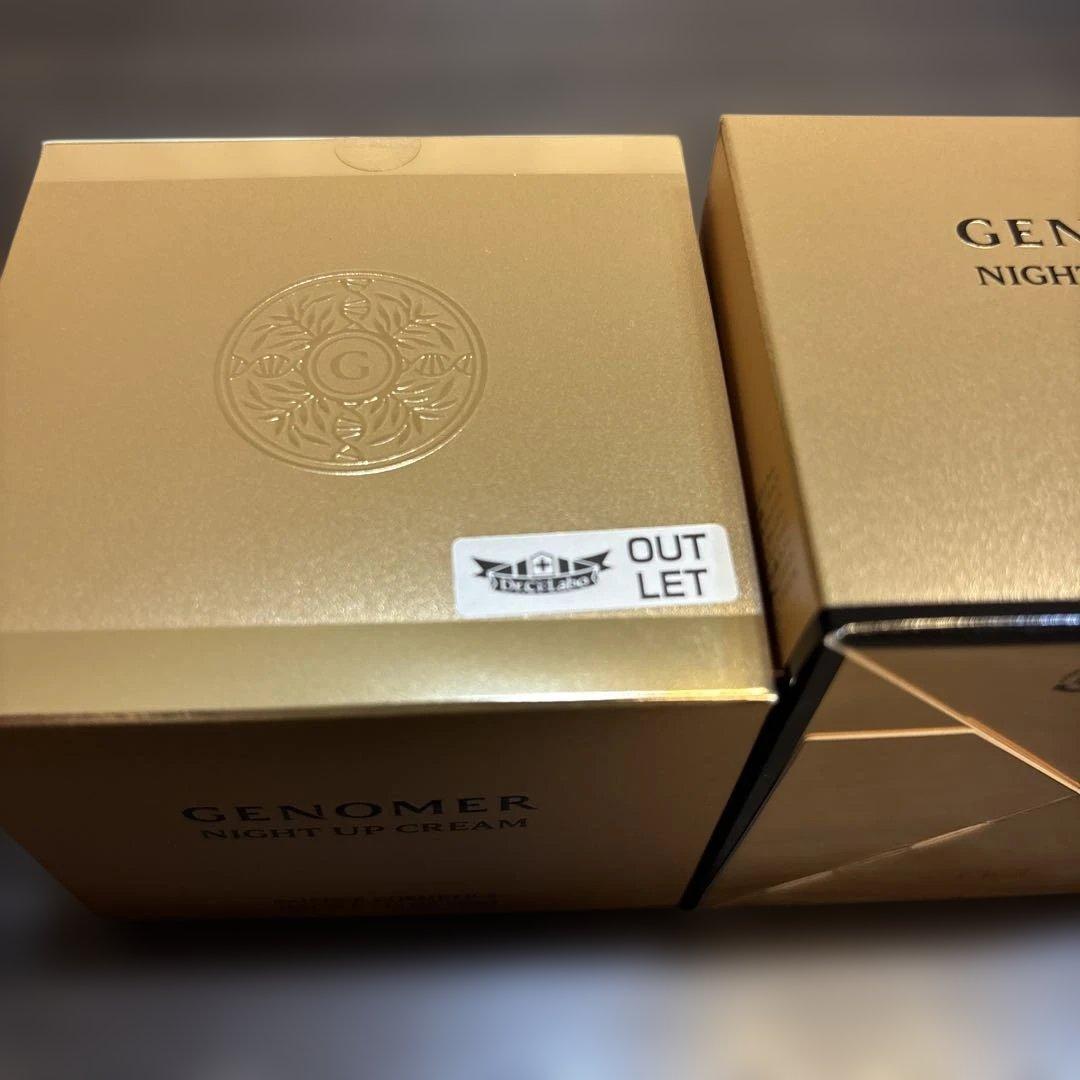 G
Dr.Ci:Labo
OUT
LET
GENOMER
NIGHT UP CREAM
GEN
NIGHT